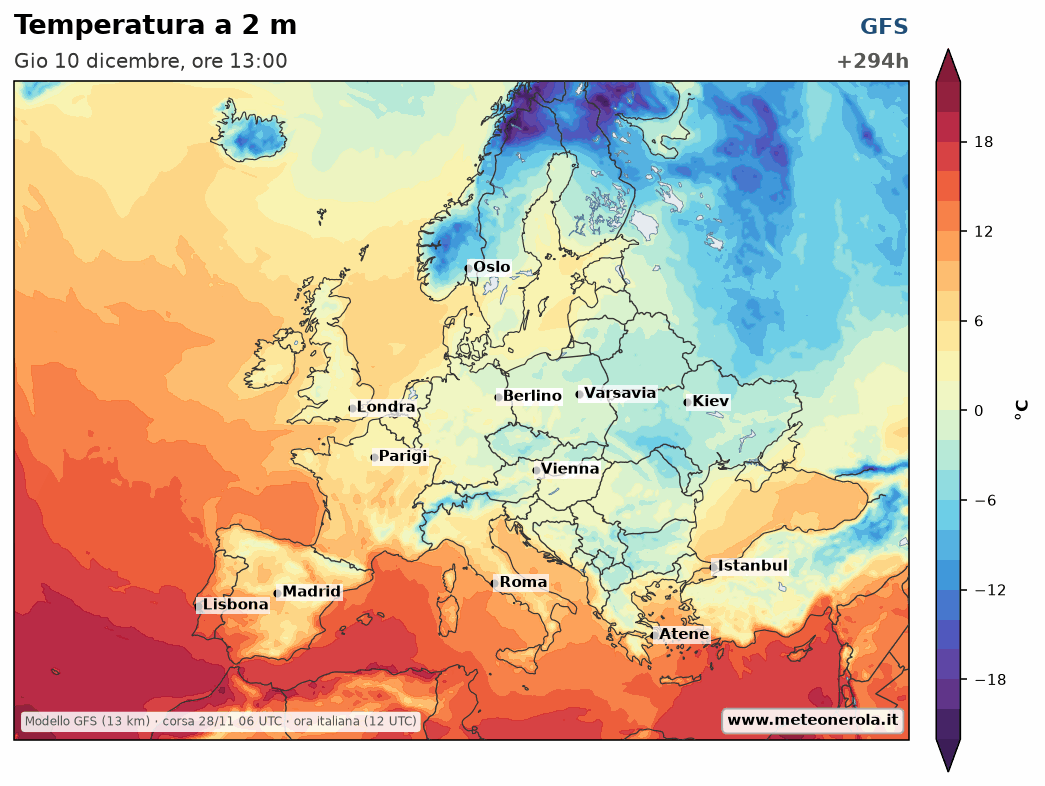 Temperatura a 2 m
GFS
Gio 10 dicembre, ore 13:00
+294h
18
12
6
0
−6
−12
−18
°C
Oslo
Londra
Berlino
Varsavia
Kiev
Parigi
Vienna
Istanbul
Roma
Madrid
Lisbona
Atene
Modello GFS (13 km) · corsa 28/11 06 UTC · ora italiana (12 UTC)
www.meteonerola.it